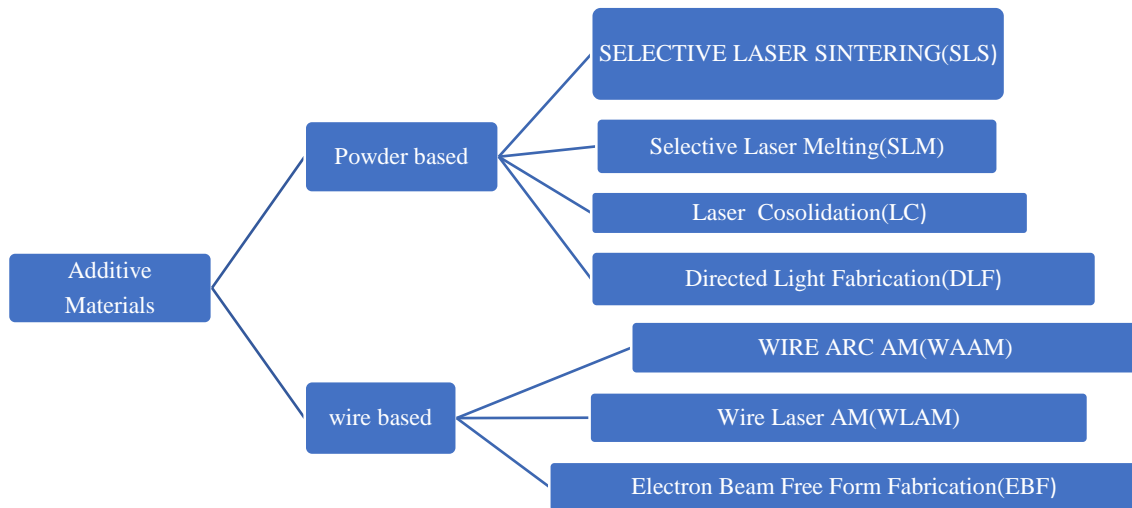 SELECTIVE LASER SINTERING(SLS)
Powder based
Selective Laser Melting(SLM)
Laser Cosolidation(LC)
Directed Light Fabrication(DLF)
Additive
Materials
WIRE ARC AM(WAAM)
wire based
Wire Laser AM(WLAM)
Electron Beam Free Form Fabrication(EBF)